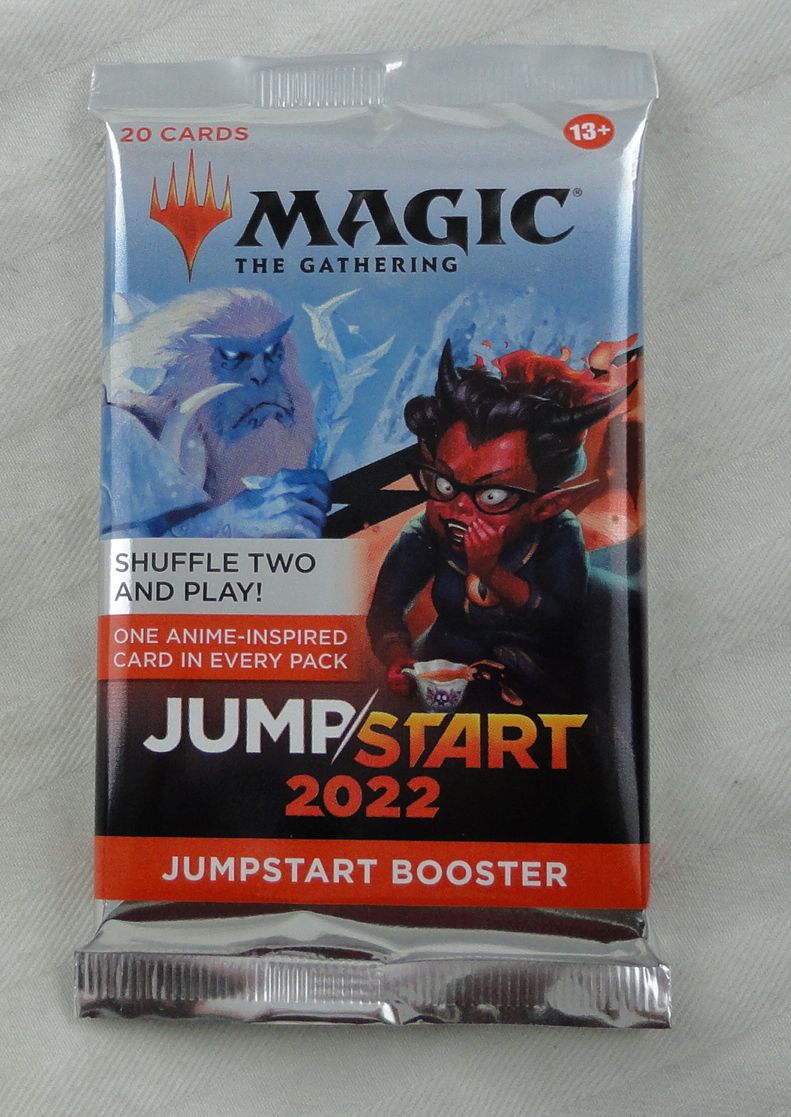 20 CARDS
13+
MAGIC®
THE GATHERING
SHUFFLE TWO
AND PLAY!
ONE ANIME-INSPIRED
CARD IN EVERY PACK
JUMP/START
2022
JUMPSTART BOOSTER